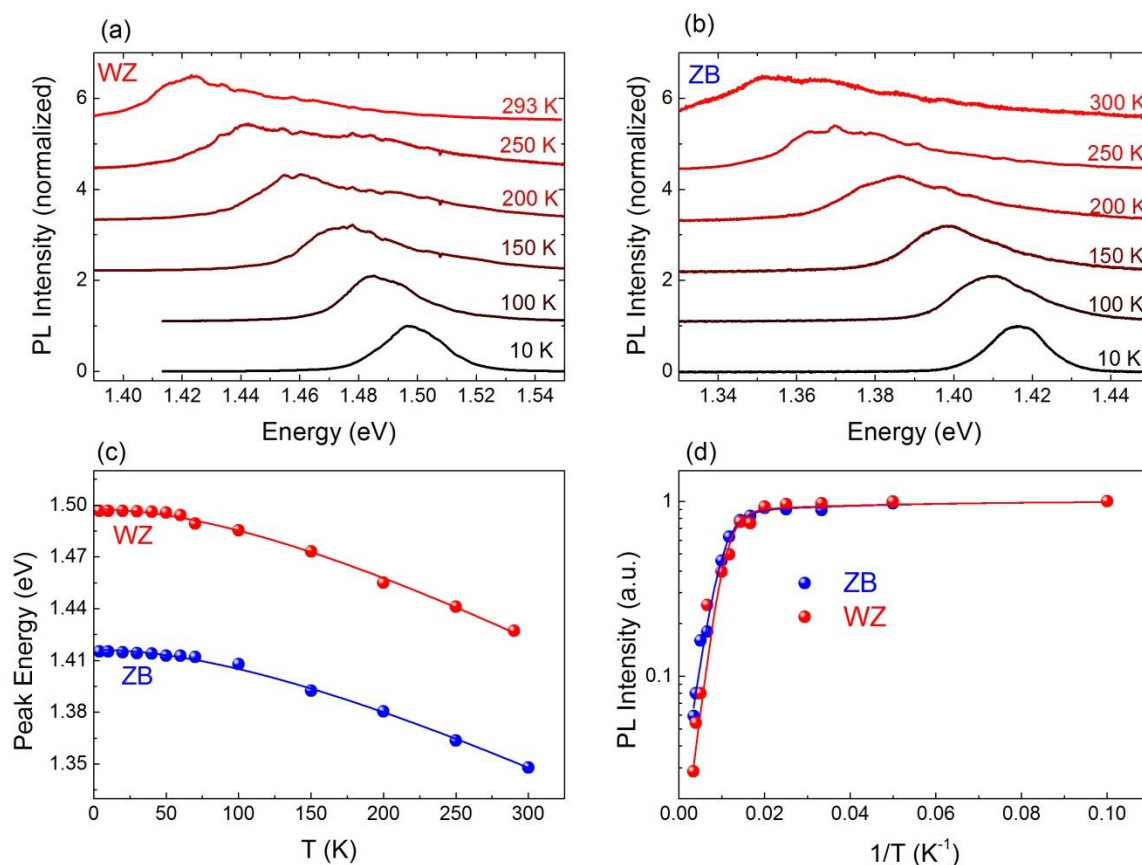 (a)
WZ
293 K
250 K
200 K
150 K
100 K
10 K
6
4
2
0
PL Intensity (normalized)
1.40 1.42 1.44 1.46 1.48 1.50 1.52 1.54
Energy (eV)
(b)
ZB
300 K
250 K
200 K
150 K
100 K
10 K
6
4
2
0
PL Intensity (normalized)
1.34 1.36 1.38 1.40 1.42 1.44
Energy (eV)
(c)
WZ
ZB
1.50
1.47
1.44
1.41
1.38
1.35
Peak Energy (eV)
0 50 100 150 200 250 300
T (K)
(d)
ZB
WZ
1
0.1
PL Intensity (a.u.)
0.00 0.02 0.04 0.06 0.08 0.10
1/T (K⁻¹)